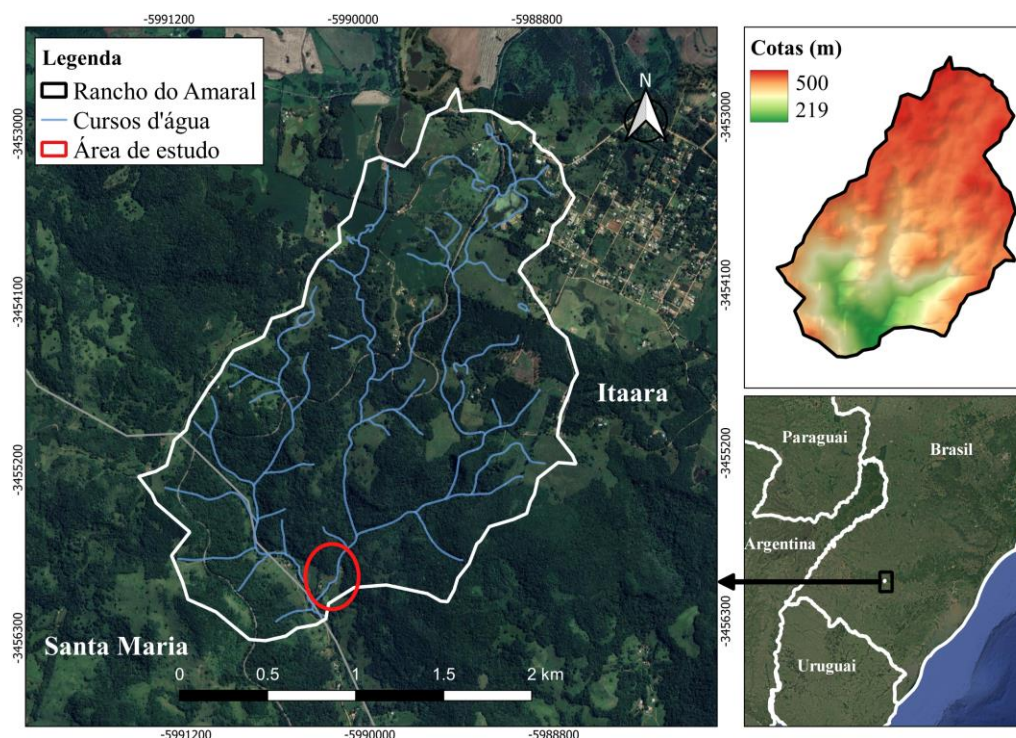 -5991200
-5990000
-5988800
Legenda
Rancho do Amaral
Cursos d'água
Área de estudo
N
-3453000
-3454100
-3455200
-3456300
Itaara
Santa Maria
0 0.5 1 2 km
-5991200
-5990000
-5988800
-3453000
-3454100
-3455200
-3456300
Cotas (m)
500
219
Paraguai
Brasil
Argentina
Uruguai